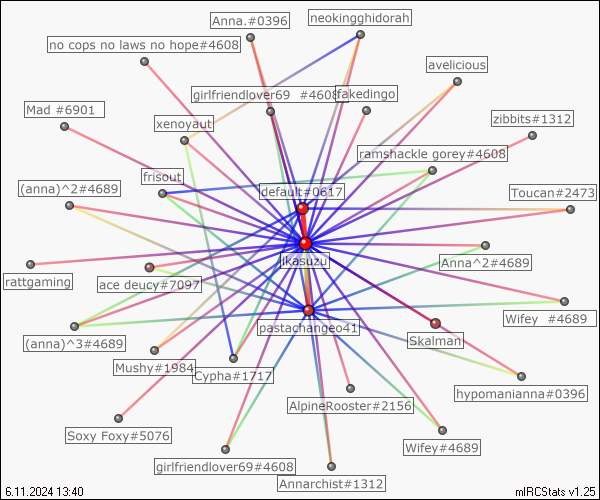 Anna.#0396
neokingghidorah
no cops no laws no hope#4608
avelicious
girlfriendlover69 #4608
fakedingo
Mad #6901
xenoyaut
zibbits#1312
ramshackle gorey#4608
frisout
(anna)^2#4689
default#0617
Toucan#2473
likasuzu
Anna^2#4689
rattgaming
ace deucy#7097
Wifey #4689
pastachangeo41
(anna)^3#4689
Skalman
Mushy#1984
Cypha#1717
hypomanianna#0396
AlpineRooster#2156
Soxy Foxy#5076
Wifey#4689
girlfriendlover69#4608
Annarchist#1312
6.11.2024 13:40
mIRCStats v1.25